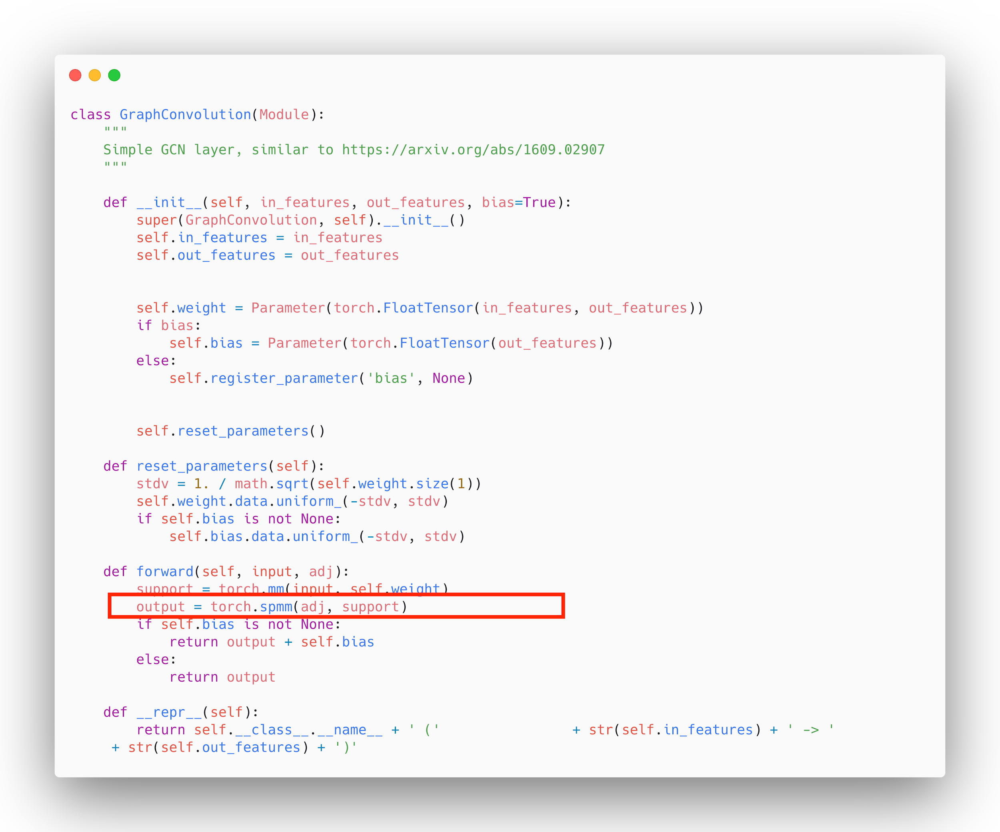 class GraphConvolution(Module):
    """
    Simple GCN layer, similar to https://arxiv.org/abs/1609.02907
    """

    def __init__(self, in_features, out_features, bias=True):
        super(GraphConvolution, self).__init__()
        self.in_features = in_features
        self.out_features = out_features


        self.weight = Parameter(torch.FloatTensor(in_features, out_features))
        if bias:
            self.bias = Parameter(torch.FloatTensor(out_features))
        else:
            self.register_parameter('bias', None)


        self.reset_parameters()

    def reset_parameters(self):
        stdv = 1. / math.sqrt(self.weight.size(1))
        self.weight.data.uniform_(-stdv, stdv)
        if self.bias is not None:
            self.bias.data.uniform_(-stdv, stdv)

    def forward(self, input, adj):
        support = torch.mm(input, self.weight)
        output = torch.spmm(adj, support)
        if self.bias is not None:
            return output + self.bias
        else:
            return output

    def __repr__(self):
        return self.__class__.__name__ + ' ('                + str(self.in_features) + ' -> '
     + str(self.out_features) + ')'